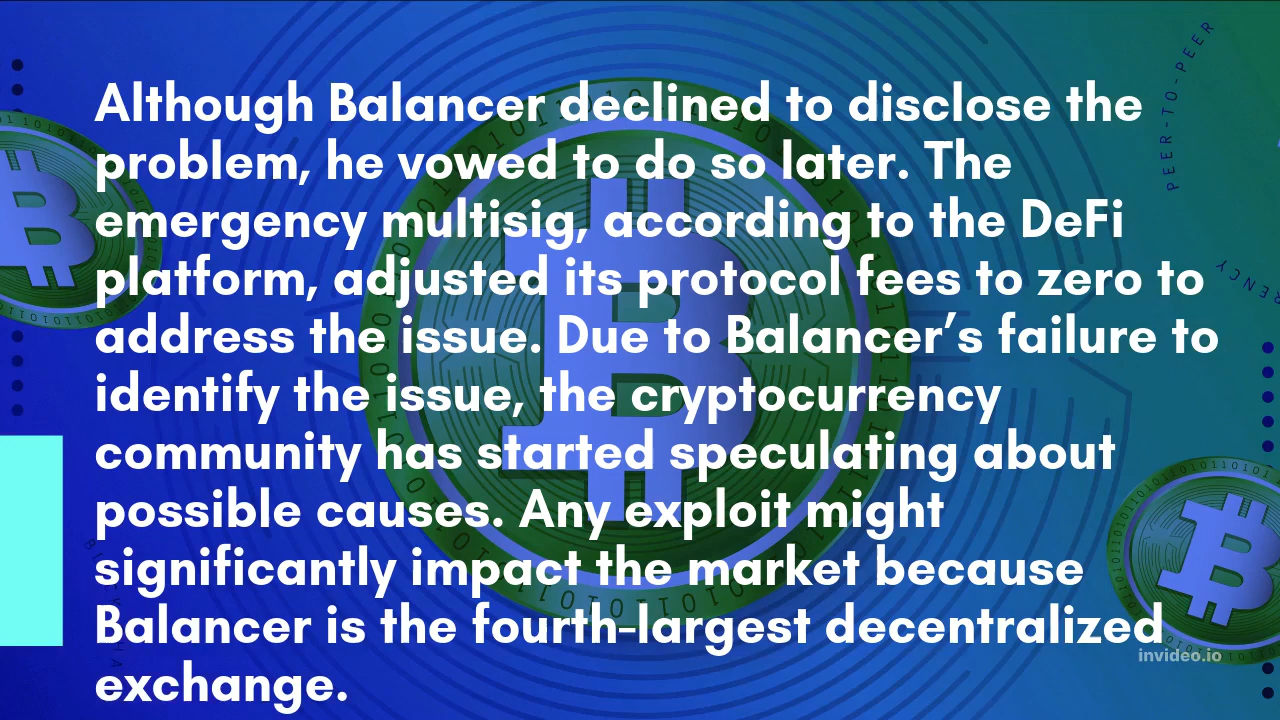 Although Balancer declined to disclose the
problem, he vowed to do so later. The
emergency multisig, according to the DeFi
platform, adjusted its protocol fees to zero to
address the issue. Due to Balancer’s failure to
identify the issue, the cryptocurrency
community has started speculating about
possible causes. Any exploit might
significantly impact the market because
Balancer is the fourth-largest decentralized
exchange.
PEER-TO-PEER
invideo.io